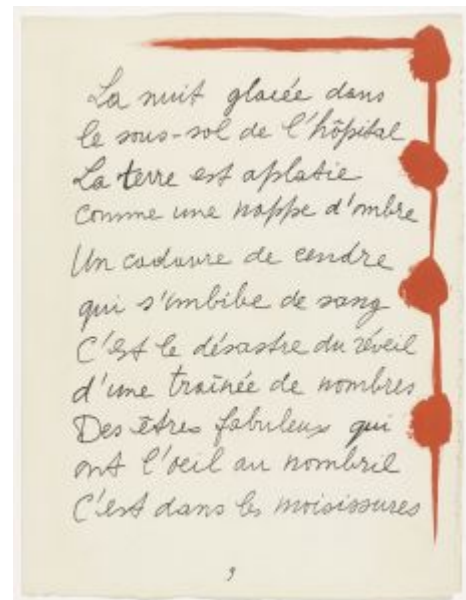 La nuit glacée dans
le sous-sol de l'hôpital
La terre est aplatie
comme une nappe d'ombre
Un cadavre de cendre
qui s'imbibe de sang
C'est le désastre du réveil
d'une traînée de nombres
Des êtres fabuleux qui
ont l'oeil au nombril
C'est dans les moisissures
9